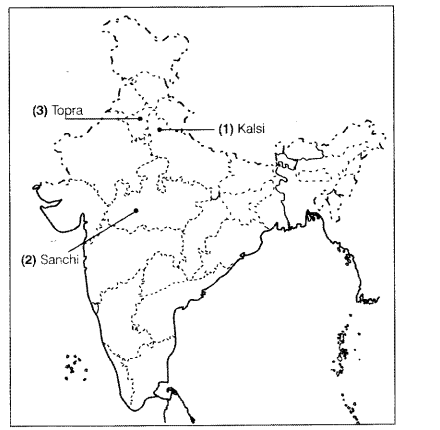 (3) Topra
(1) Kalsi
(2) Sanchi